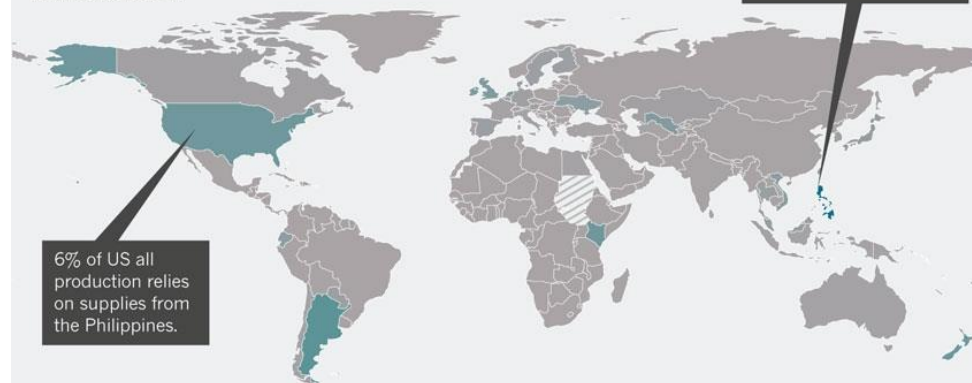 6% of US all
production relies
on supplies from
the Philippines.